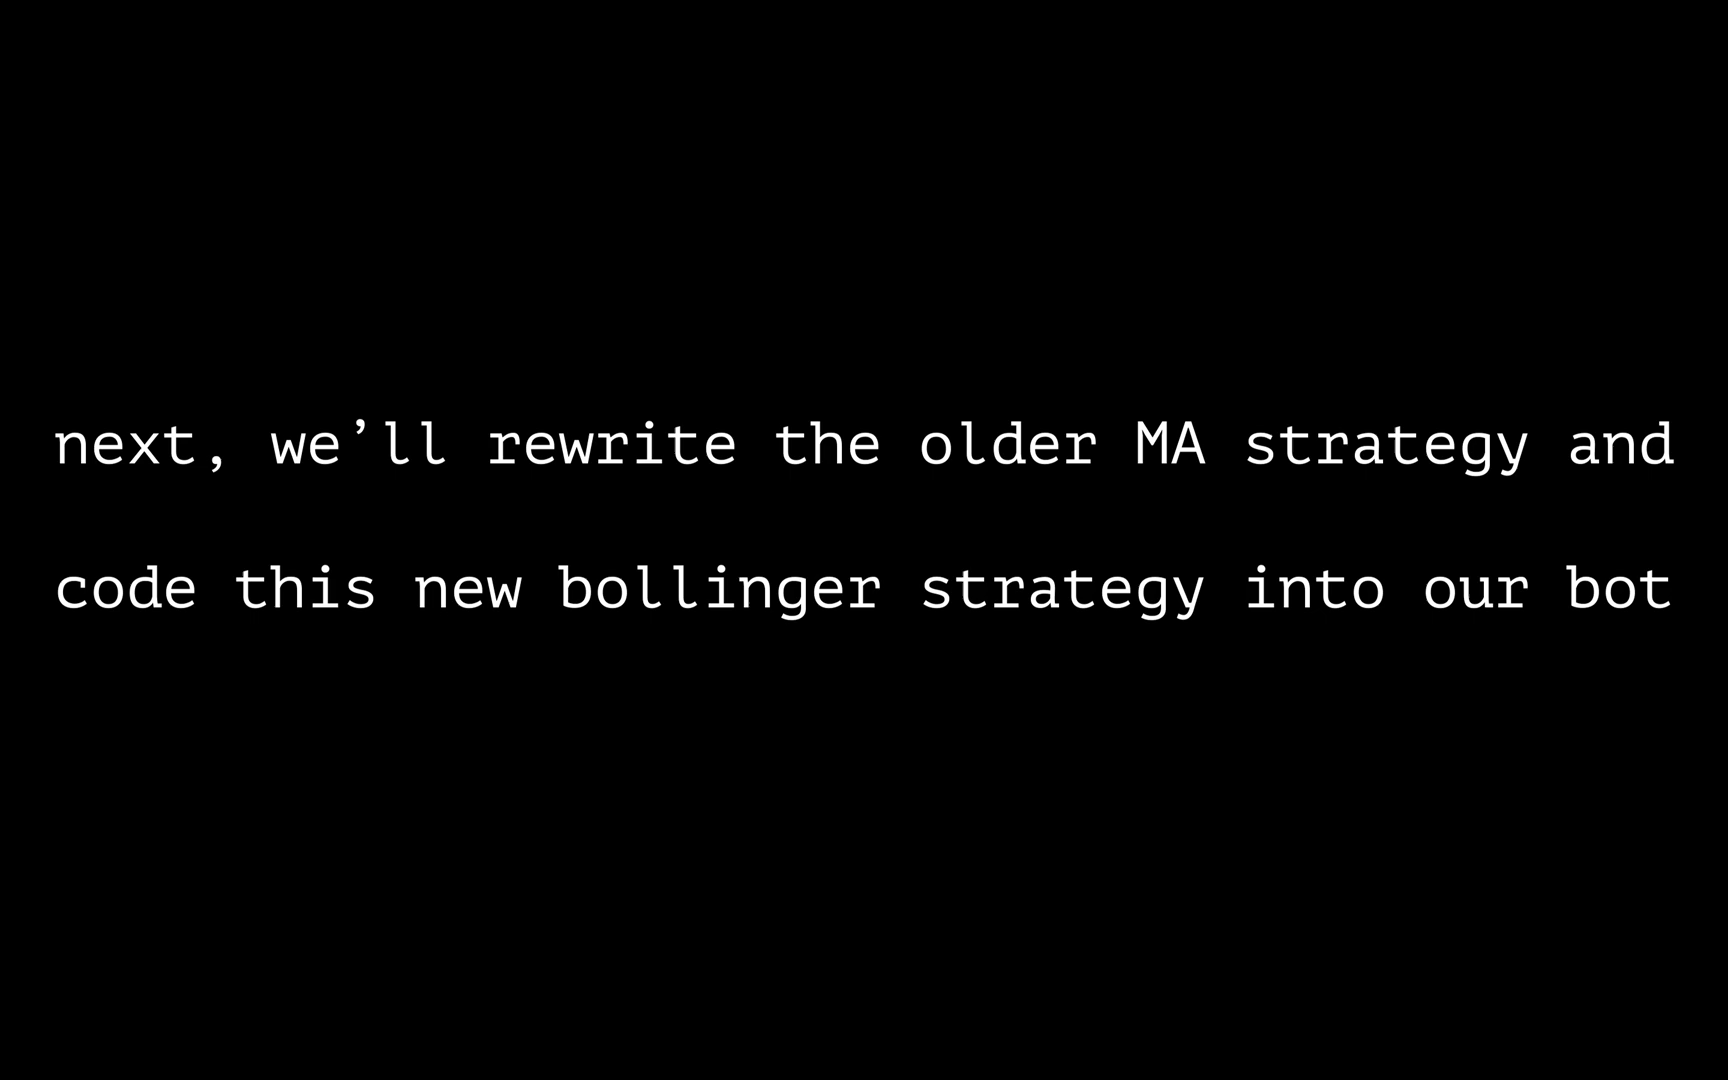 next, we’ll rewrite the older MA strategy and
code this new bollinger strategy into our bot